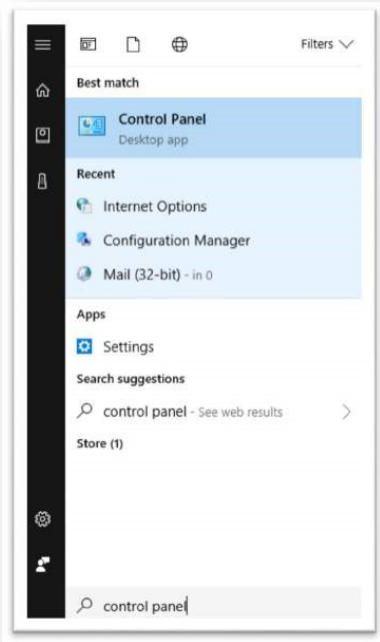 Filters
Best match
Control Panel
Desktop app
Recent
Internet Options
Configuration Manager
Mail (32-bit) - in 0
Apps
Settings
Search suggestions
control panel - See web results
Store (1)
control panel